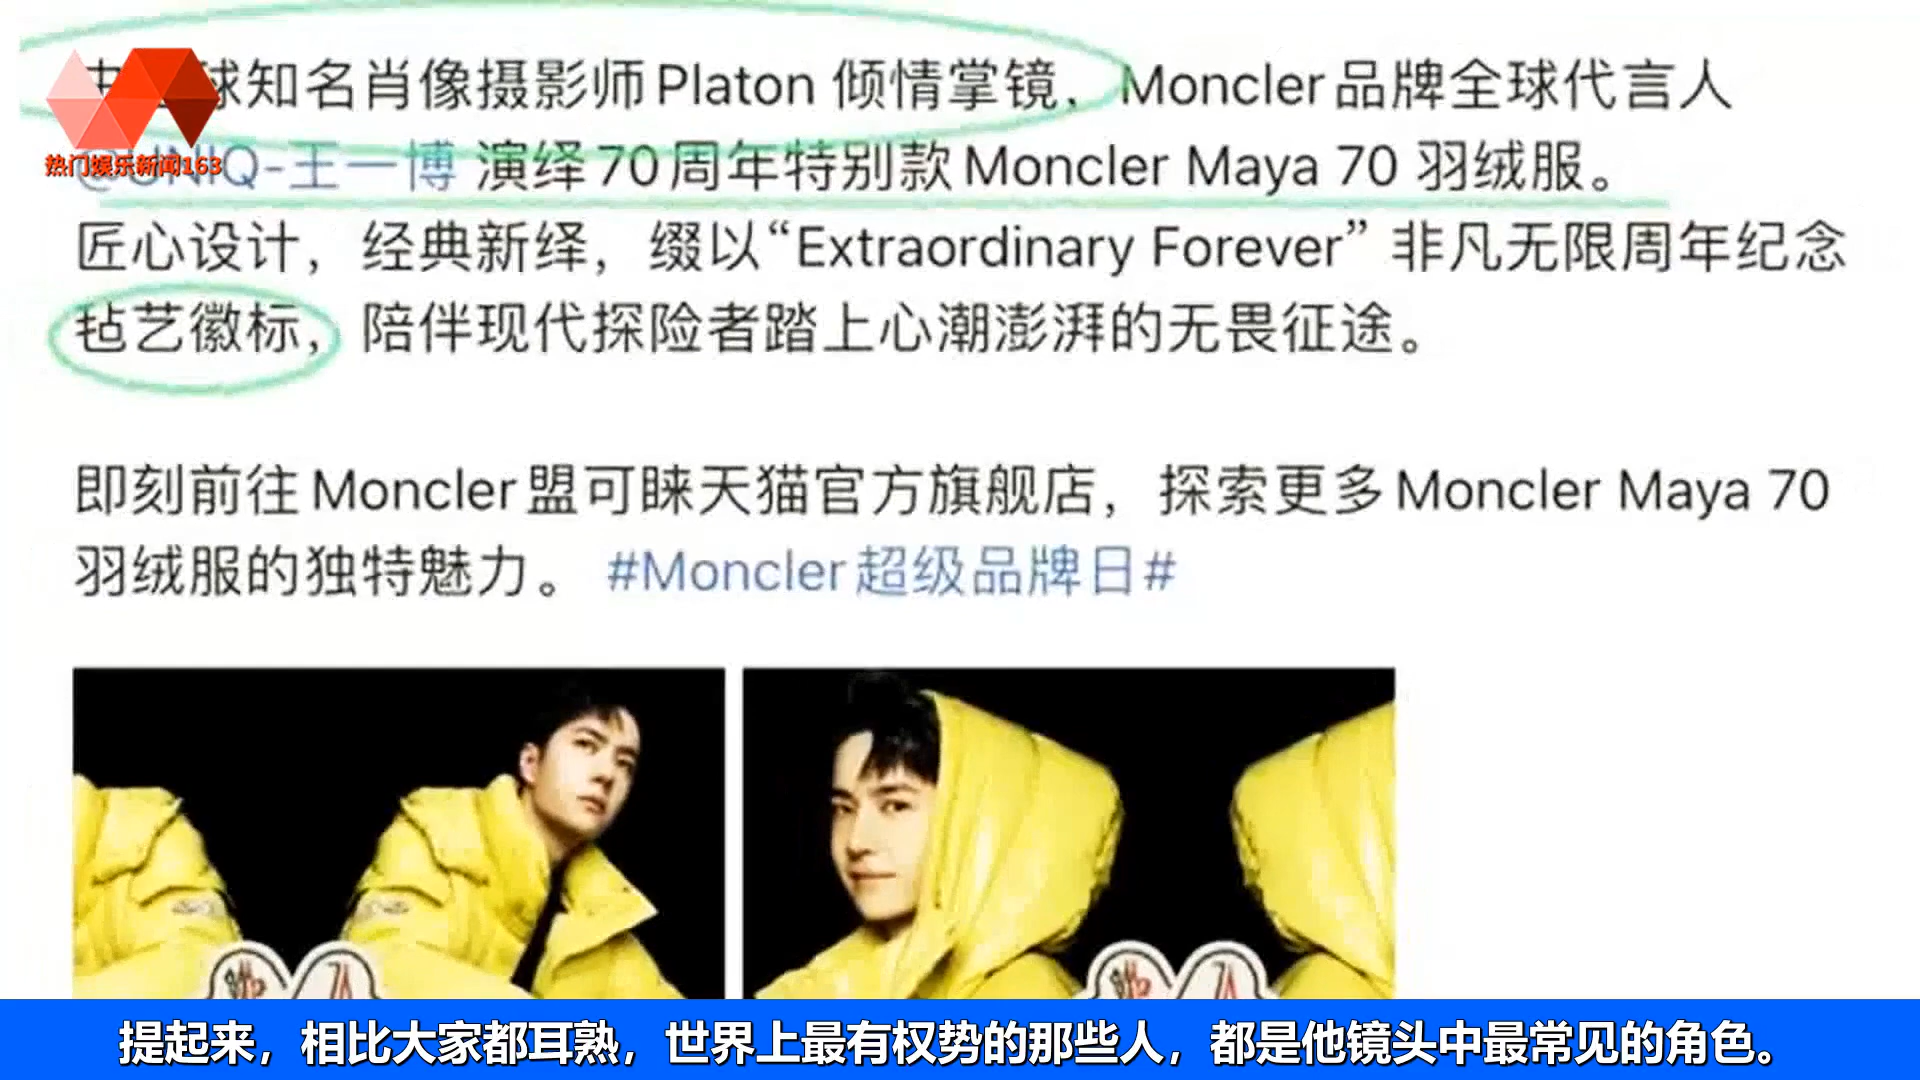 球知名肖像摄影师Platon 倾情掌镜，Moncler品牌全球代言人
热门娱乐新闻163
@UNIQ-王一博 演绎70周年特别款Moncler Maya 70 羽绒服。
匠心设计，经典新绎，缀以“Extraordinary Forever” 非凡无限周年纪念
毡艺徽标，陪伴现代探险者踏上心潮澎湃的无畏征途。
即刻前往Moncler盟可睐天猫官方旗舰店，探索更多Moncler Maya 70
羽绒服的独特魅力。 #Moncler超级品牌日#
提起来，相比大家都耳熟，世界上最有权势的那些人，都是他镜头中最常见的角色。